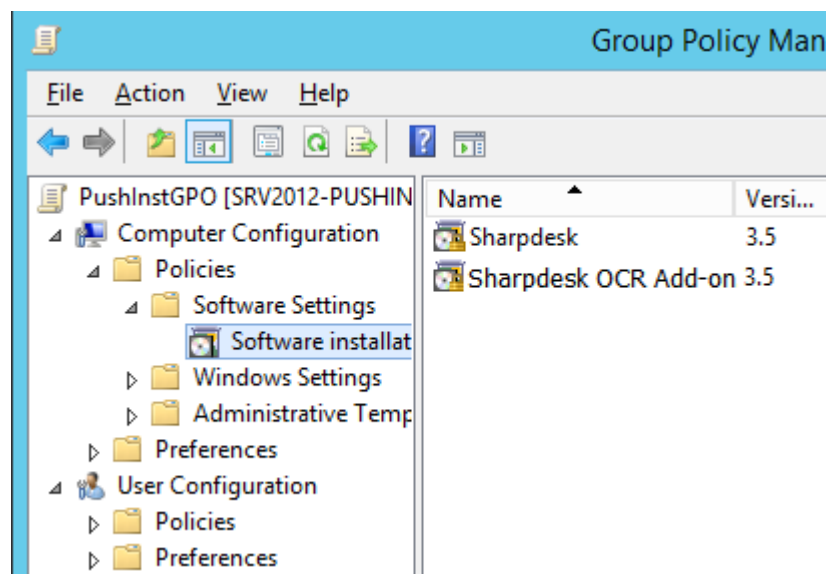 Group Policy Man
File Action View Help
PushInstGPO [SRV2012-PUSHIN
Computer Configuration
Policies
Software Settings
Software installat
Windows Settings
Administrative Temp
Preferences
User Configuration
Policies
Preferences
Name Versi...
Sharpdesk 3.5
Sharpdesk OCR Add-on 3.5